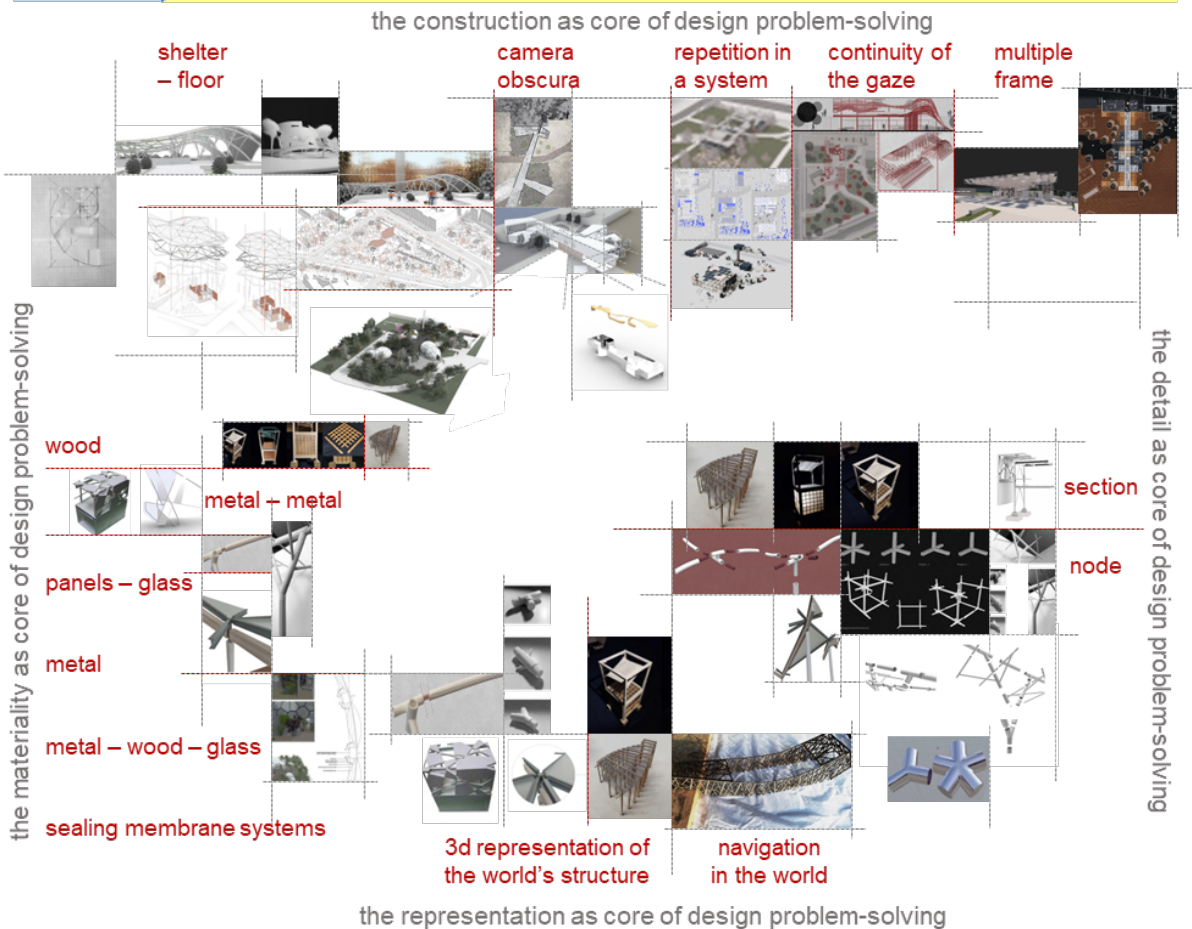 the construction as core of design problem-solving
shelter
– floor
camera
obscura
repetition in
a system
continuity of
the gaze
multiple
frame
the materiality as core of design problem-solving
wood
metal – metal
panels – glass
metal
metal – wood – glass
sealing membrane systems
section
node
the detail as core of design problem-solving
3d representation of
the world's structure
navigation
in the world
the representation as core of design problem-solving